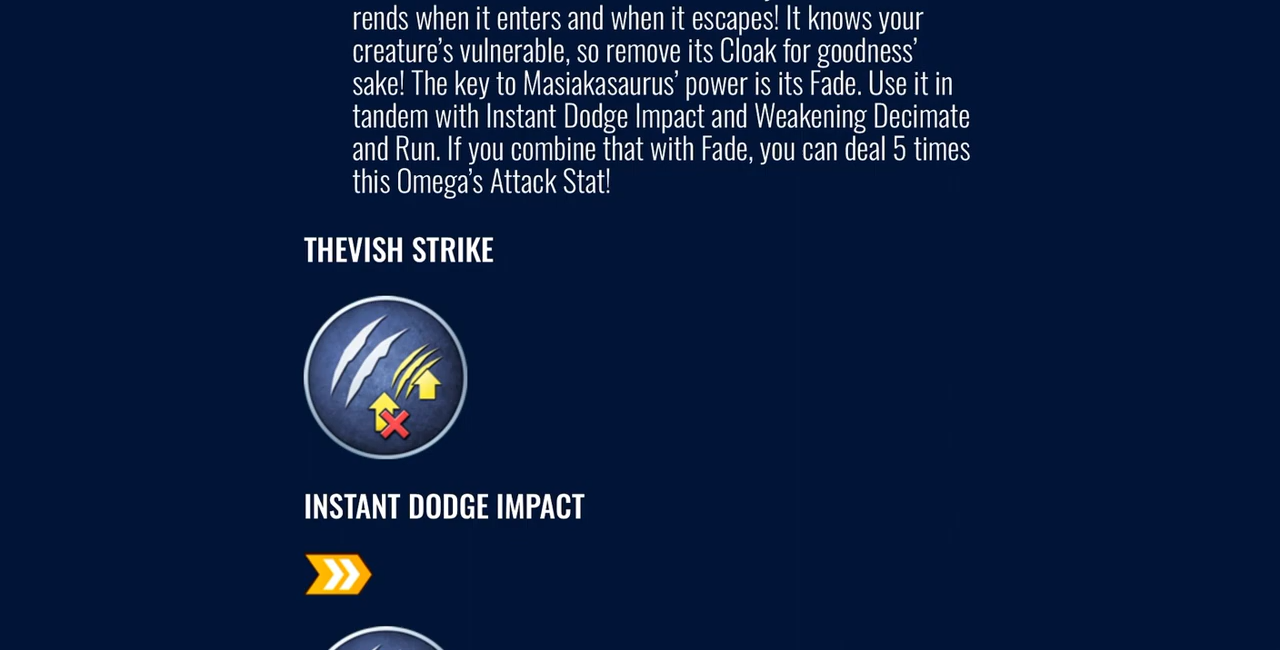 rends when it enters and when it escapes! It knows your
creature’s vulnerable, so remove its Cloak for goodness’
sake! The key to Masiakasaurus’ power is its Fade. Use it in
tandem with Instant Dodge Impact and Weakening Decimate
and Run. If you combine that with Fade, you can deal 5 times
this Omega’s Attack Stat!
THEVISH STRIKE
INSTANT DODGE IMPACT